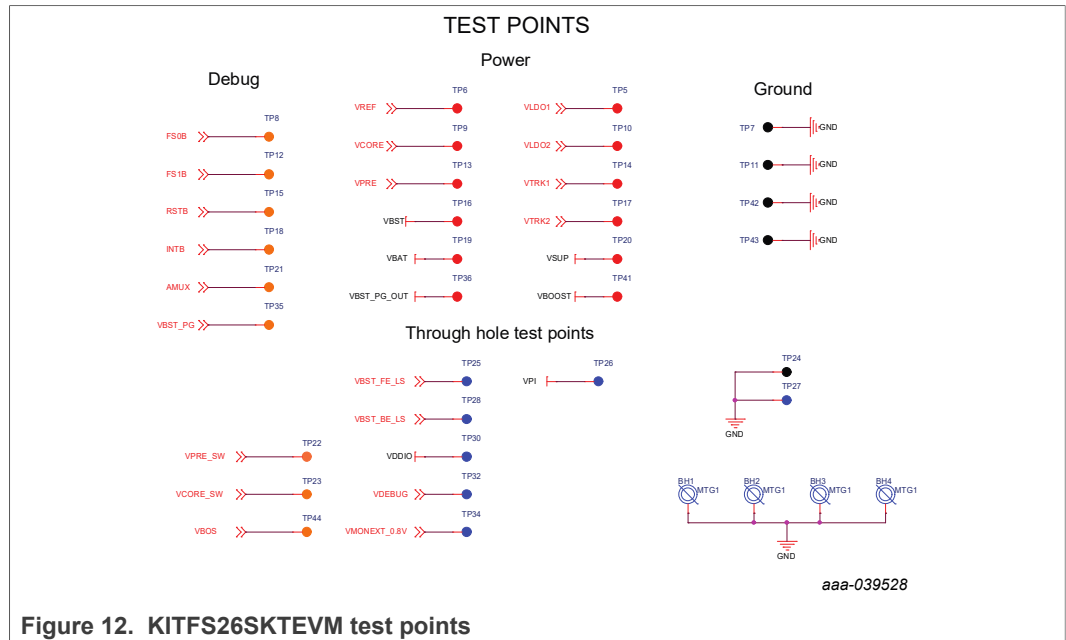 TEST POINTS
Power
Debug
Ground
TP6
VREF
TP5
VLDO1
TP8
FS0B
TP9
VCORE
TP10
VLDO2
TP7
GND
TP12
FS1B
TP13
VPRE
TP14
VTRK1
TP11
GND
TP15
RSTB
TP16
VBST
TP17
VTRK2
TP42
GND
TP18
INTB
TP19
VBAT
TP20
VSUP
TP43
GND
TP21
AMUX
TP36
VBST_PG_OUT
TP41
VBOOST
TP35
VBST_PG
Through hole test points
TP25
VBST_FE_LS
TP26
VPI
TP24
TP27
GND
TP28
VBST_BE_LS
TP22
VPRE_SW
TP30
VDDIO
TP23
VCORE_SW
TP32
VDEBUG
TP44
VBOS
TP34
VMONEXT_0.8V
BH1
MTG1
BH2
MTG1
BH3
MTG1
BH4
MTG1
GND
aaa-039528
Figure 12. KITFS26SKTEVM test points